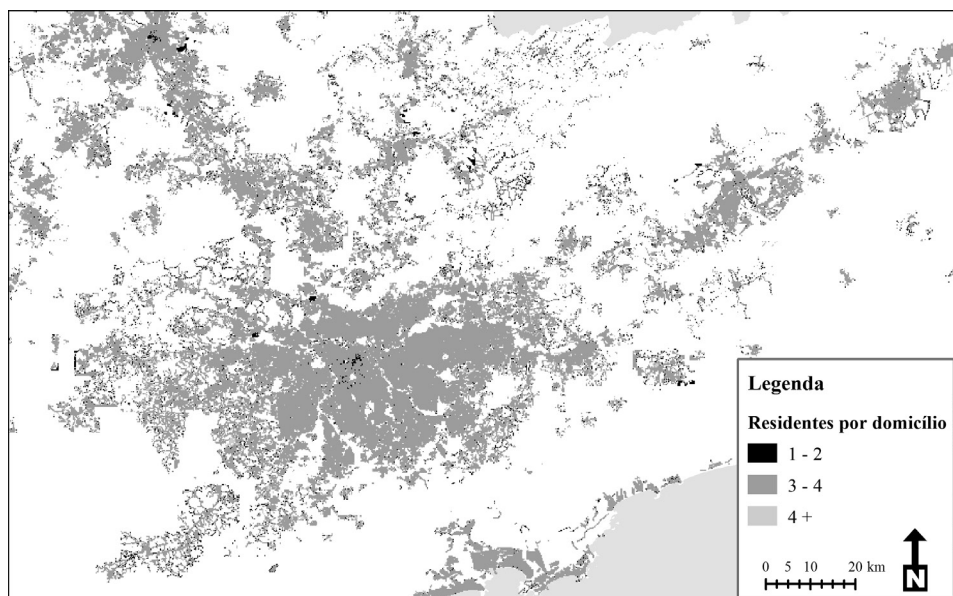 Legenda
Residentes por domicílio
1 - 2
3 - 4
4 +
0 5 10 20 km
N